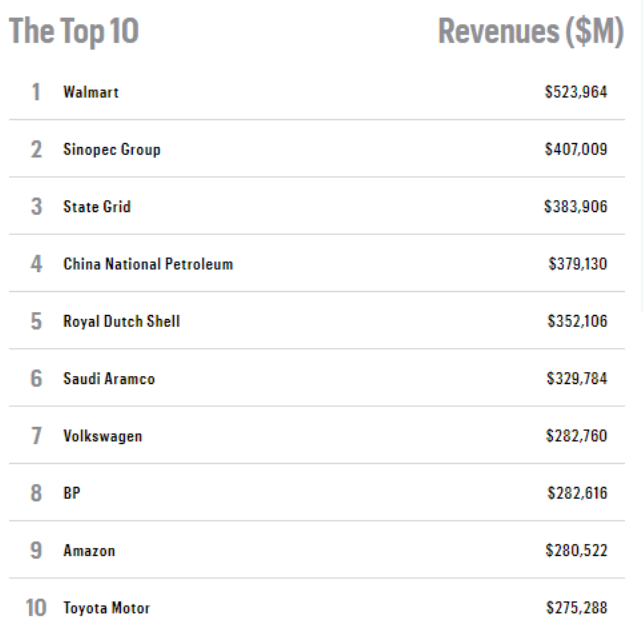 The Top 10 Revenues ($M)
1 Walmart $523,964
2 Sinopec Group $407,009
3 State Grid $383,906
4 China National Petroleum $379,130
5 Royal Dutch Shell $352,106
6 Saudi Aramco $329,784
7 Volkswagen $282,760
8 BP $282,616
9 Amazon $280,522
10 Toyota Motor $275,288